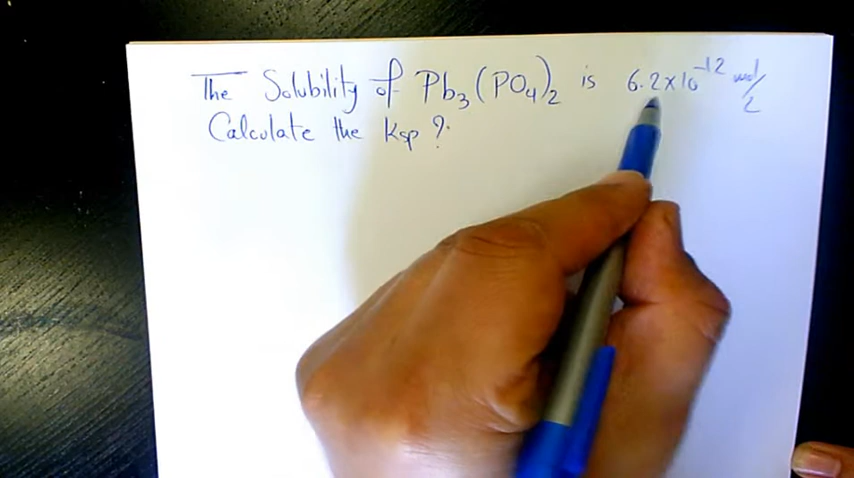 The Solubility of Pb₃(PO₄)₂ is 6.2x10⁻¹² mol/L
Calculate the Ksp ?